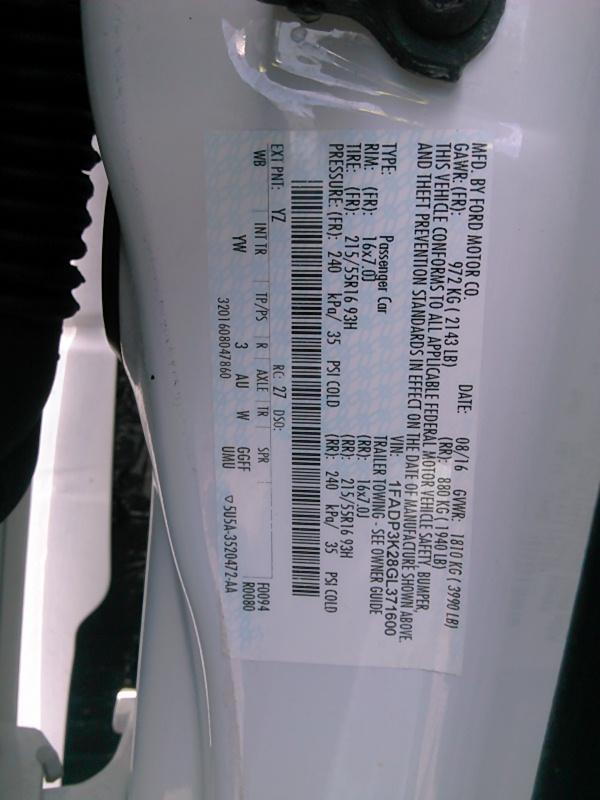 MFD. BY FORD MOTOR CO.
DATE: 08/16 GVWR: 1810 KG ( 3990 LB)
GAWR: (FR): 972 KG ( 2143 LB) (RR): 880 KG ( 1940 LB)
THIS VEHICLE CONFORMS TO ALL APPLICABLE FEDERAL MOTOR VEHICLE SAFETY, BUMPER,
AND THEFT PREVENTION STANDARDS IN EFFECT ON THE DATE OF MANUFACTURE SHOWN ABOVE.
VIN: 1FADP3K28GL371600
TYPE: Passenger Car TRAILER TOWING - SEE OWNER GUIDE
RIM: (FR): 16x7.0J (RR): 16x7.0J
TIRE: (FR): 215/55R16 93H (RR): 215/55R16 93H
PRESSURE: (FR): 240 kPa/ 35 PSI COLD (RR): 240 kPa/ 35 PSI COLD
EXT PNT: YZ RC: 27 DSO: F0094
R0080
WB INT TR TP/PS R AXLE TR SPR
YW 3 AU W GGFF
UMU
3201608047860 ▽5U5A-3520472-AA